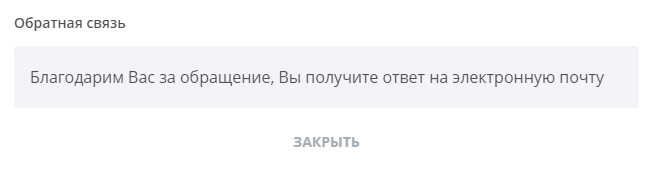 Обратная связь
Благодарим Вас за обращение, Вы получите ответ на электронную почту
ЗАКРЫТЬ